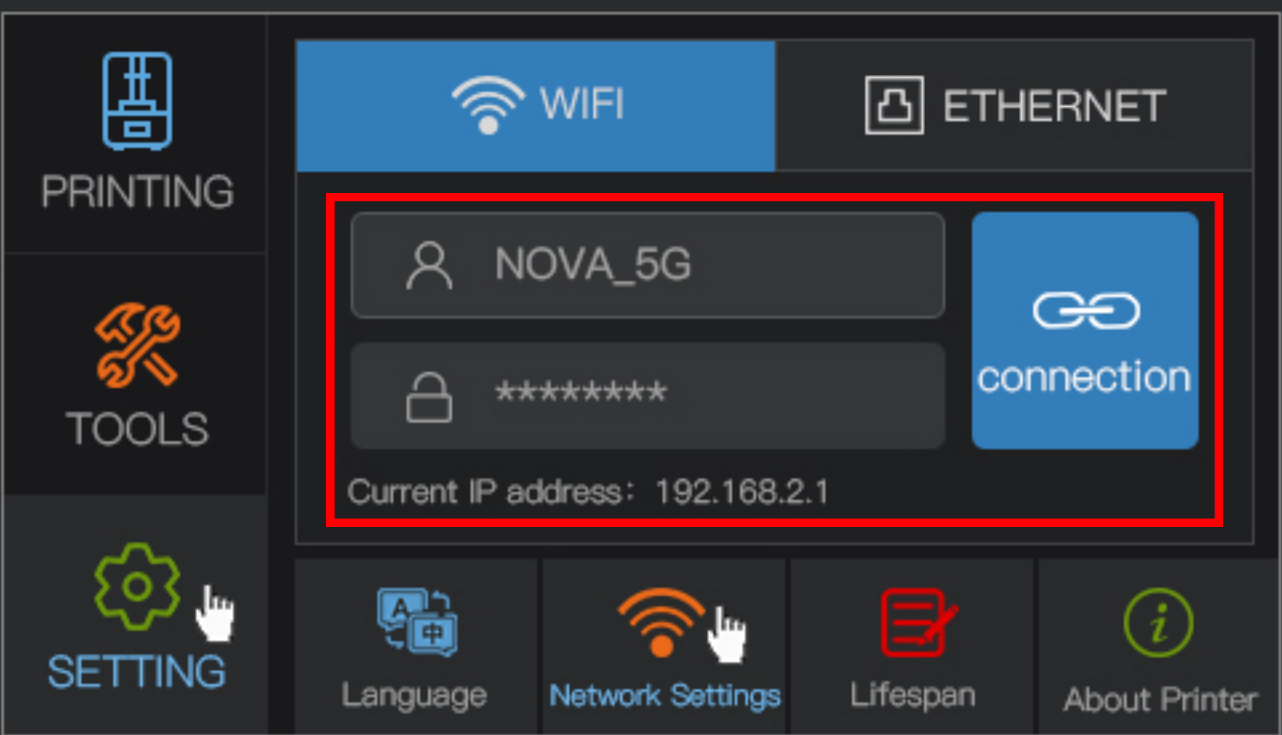 WIFI
ETHERNET
PRINTING
NOVA_5G
connection
********
TOOLS
Current IP address: 192.168.2.1
SETTING
A
中
Language
Network Settings
Lifespan
i
About Printer